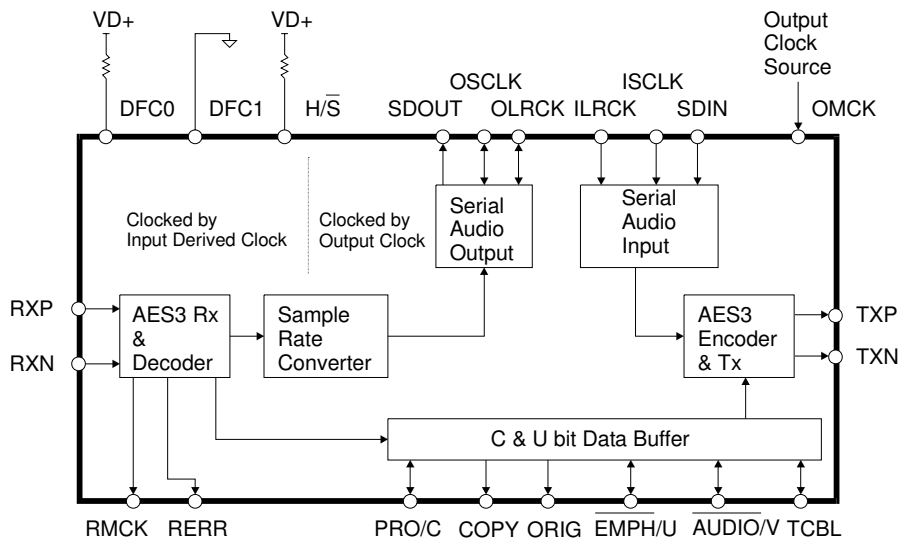 VD+
VD+
Output
Clock
Source
OSCLK
ISCLK
DFC0
DFC1
H/S̅
SDOUT
OLRCK
ILRCK
SDIN
OMCK
Clocked by
Input Derived Clock
Clocked by
Output Clock
Serial
Audio
Output
Serial
Audio
Input
RXP
RXN
AES3 Rx
&
Decoder
Sample
Rate
Converter
AES3
Encoder
& Tx
TXP
TXN
C & U bit Data Buffer
RMCK
RERR
PRO/C
COPY
ORIG
E̅M̅P̅H̅/U
A̅U̅D̅I̅O̅/V
TCBL